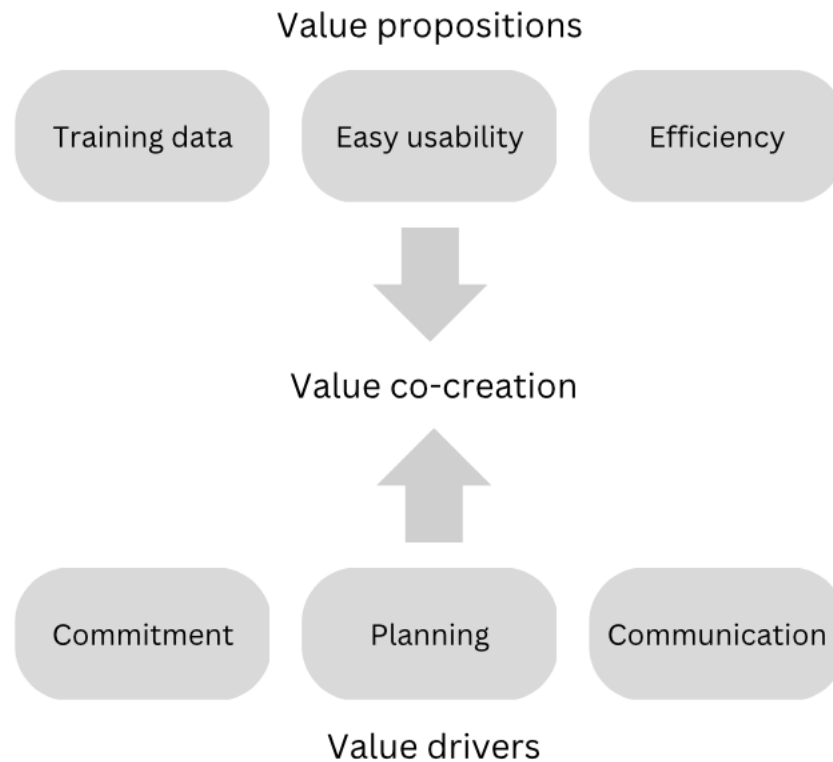 Value propositions
Training data
Easy usability
Efficiency
Value co-creation
Commitment
Planning
Communication
Value drivers